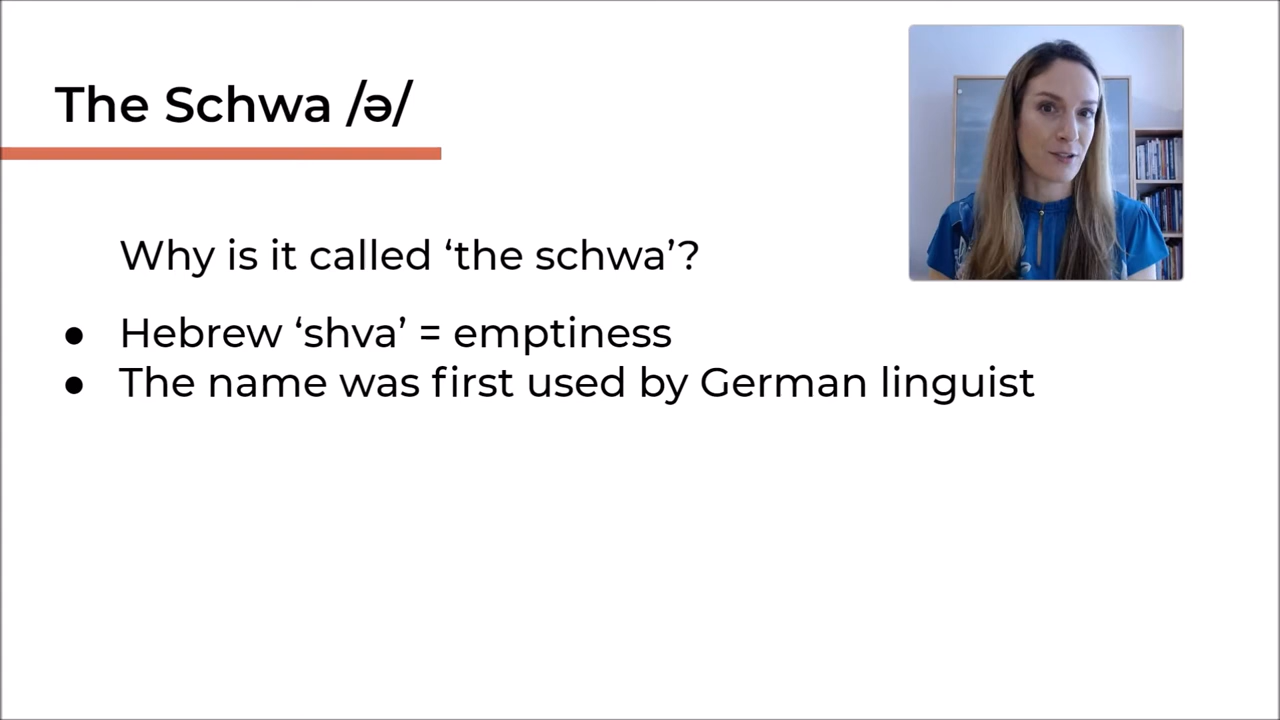 The Schwa /ə/
Why is it called ‘the schwa’?
● Hebrew ‘shva’ = emptiness
● The name was first used by German linguist